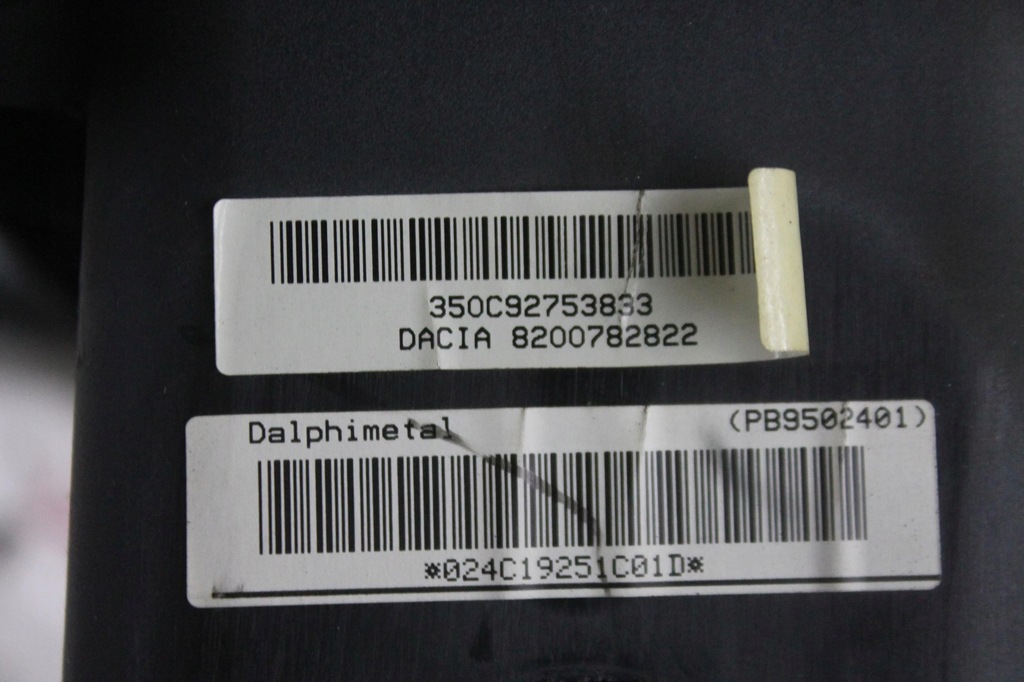 350C92753833
DACIA 8200782822
Dalphimetal (PB9502401)
*024C19251C01D*